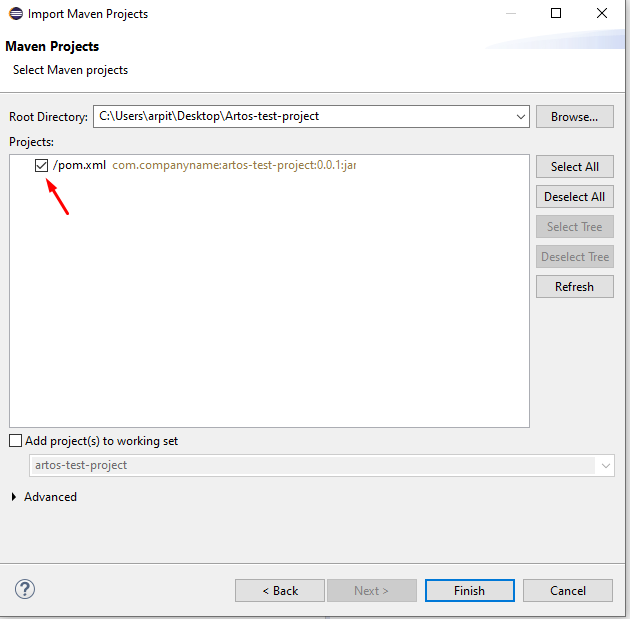 Import Maven Projects
Maven Projects
Select Maven projects
Root Directory: C:\Users\arpit\Desktop\Artos-test-project Browse...
Projects:
/pom.xml com.companyname:artos-test-project:0.0.1:jar
Select All
Deselect All
Select Tree
Deselect Tree
Refresh
Add project(s) to working set
artos-test-project
Advanced
? < Back Next > Finish Cancel